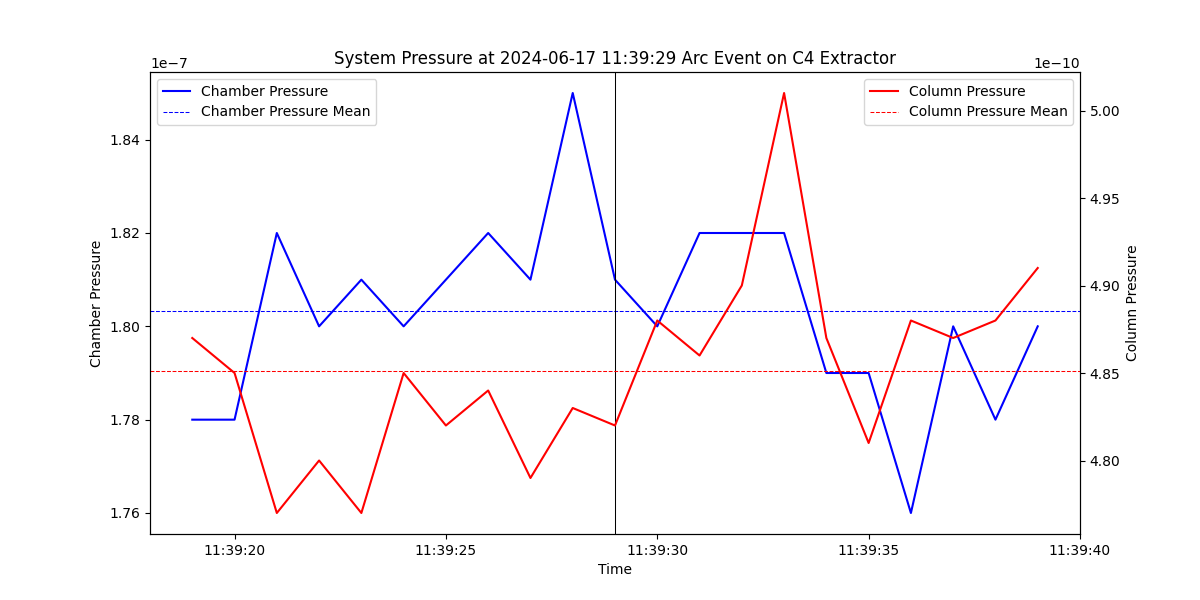 System Pressure at 2024-06-17 11:39:29 Arc Event on C4 Extractor
1e−7
1e−10
Chamber Pressure
Chamber Pressure Mean
Column Pressure
Column Pressure Mean
1.84
1.82
1.80
1.78
1.76
Chamber Pressure
5.00
4.95
4.90
4.85
4.80
Column Pressure
11:39:20
11:39:25
11:39:30
11:39:35
11:39:40
Time